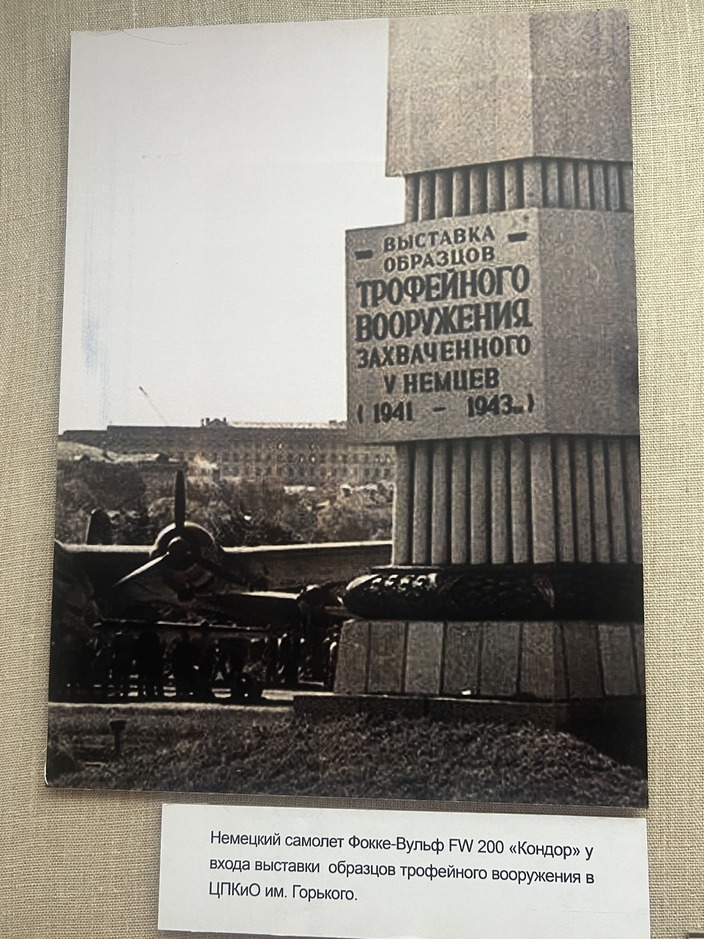 ВЫСТАВКА
ОБРАЗЦОВ
ТРОФЕЙНОГО
ВООРУЖЕНИЯ
ЗАХВАЧЕННОГО
У НЕМЦЕВ
(1941 – 1943гг.)
Немецкий самолет Фокке-Вульф FW 200 «Кондор» у
входа выставки образцов трофейного вооружения в
ЦПКиО им. Горького.